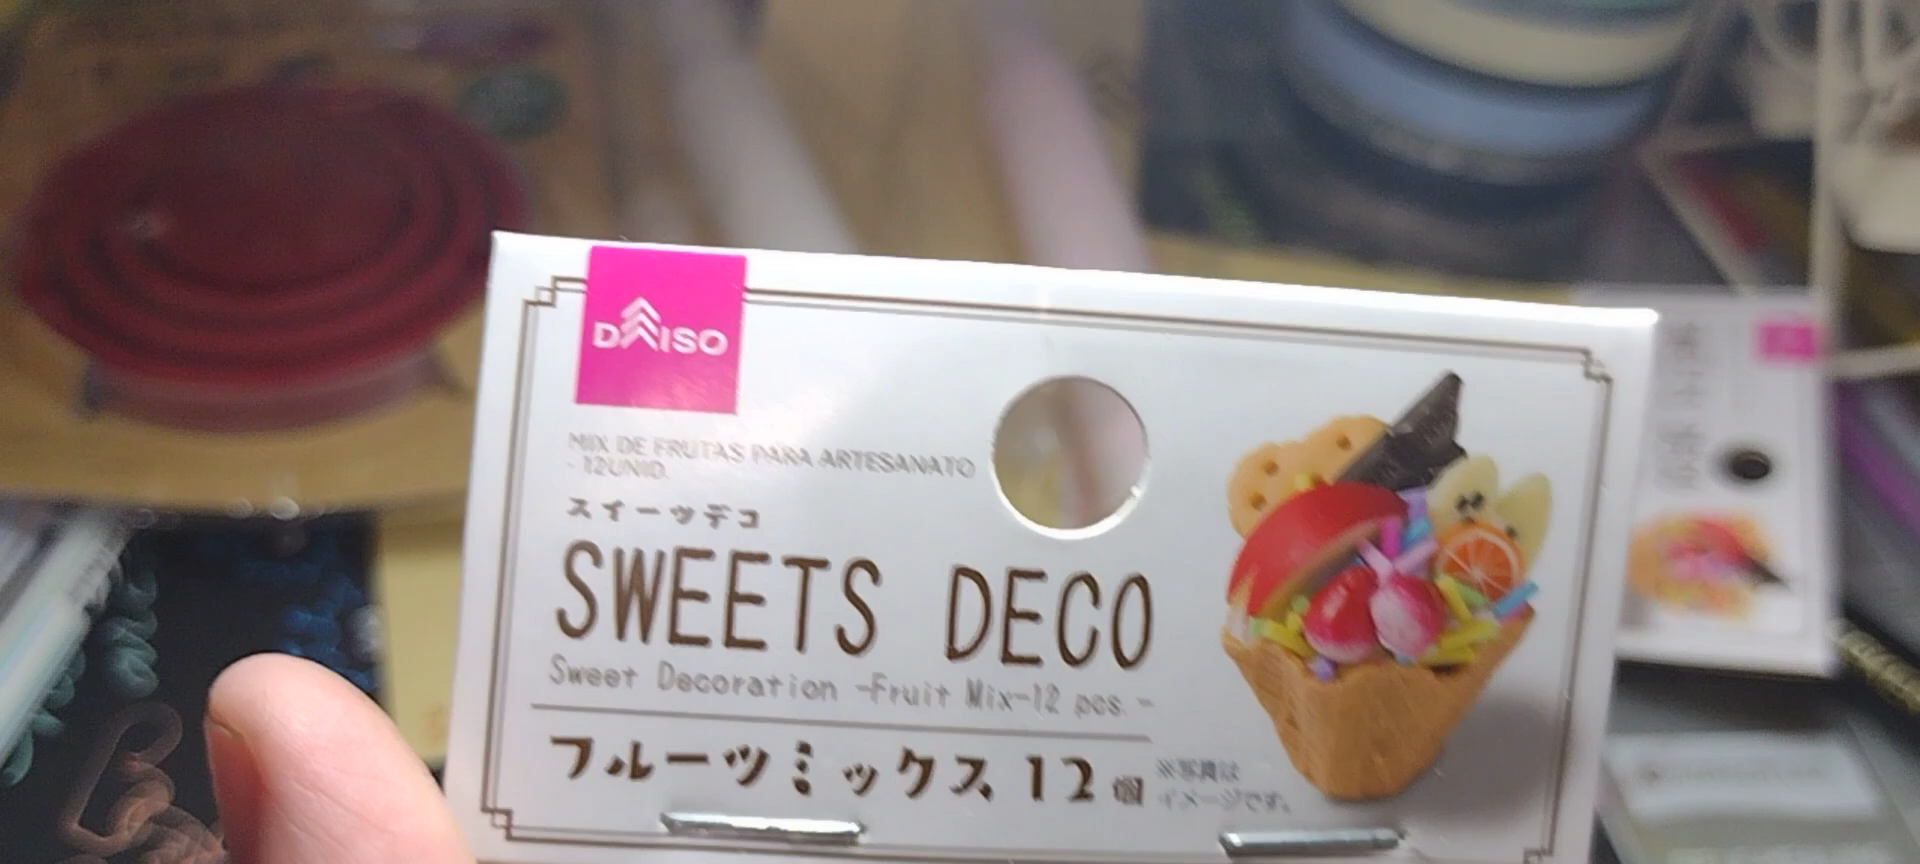 DAISO
MIX DE FRUTAS PARA ARTESANATO
- 12UNID.
スイーツデコ
SWEETS DECO
Sweet Decoration -Fruit Mix-12 pcs.-
フルーツミックス 12個
※写真は
イメージです。